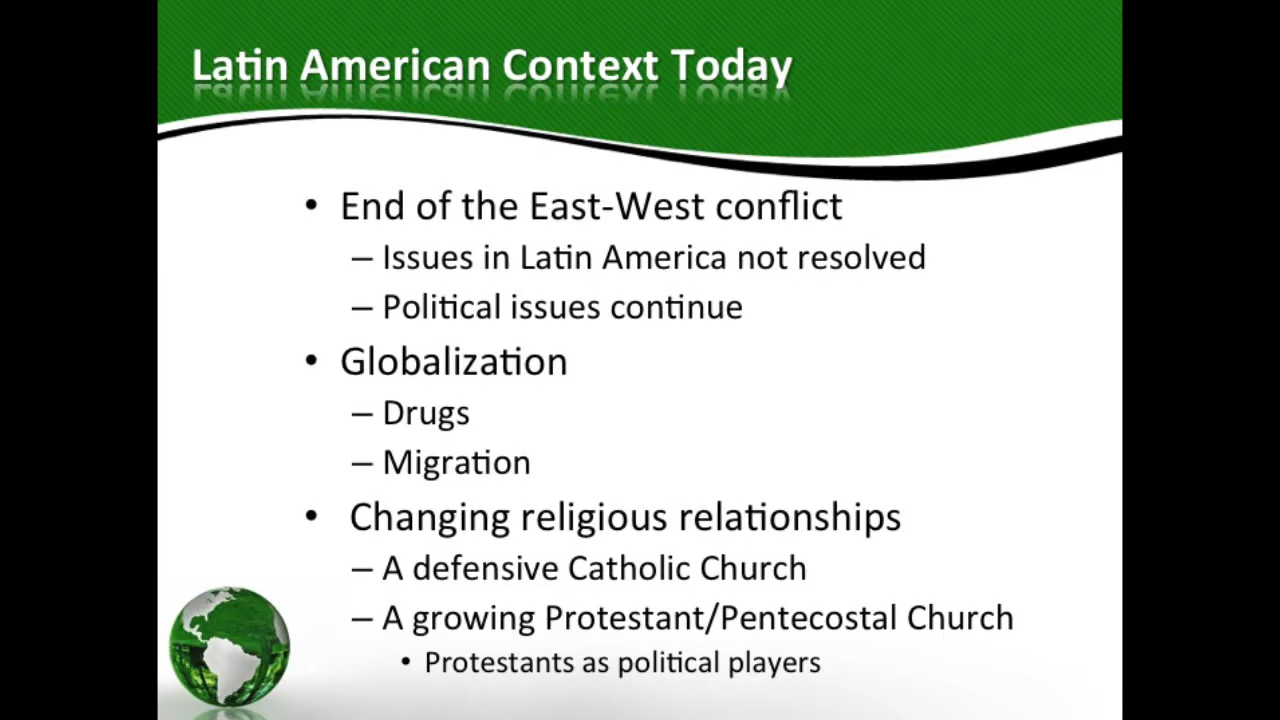 Latin American Context Today
• End of the East-West conflict
– Issues in Latin America not resolved
– Political issues continue
• Globalization
– Drugs
– Migration
• Changing religious relationships
– A defensive Catholic Church
– A growing Protestant/Pentecostal Church
• Protestants as political players